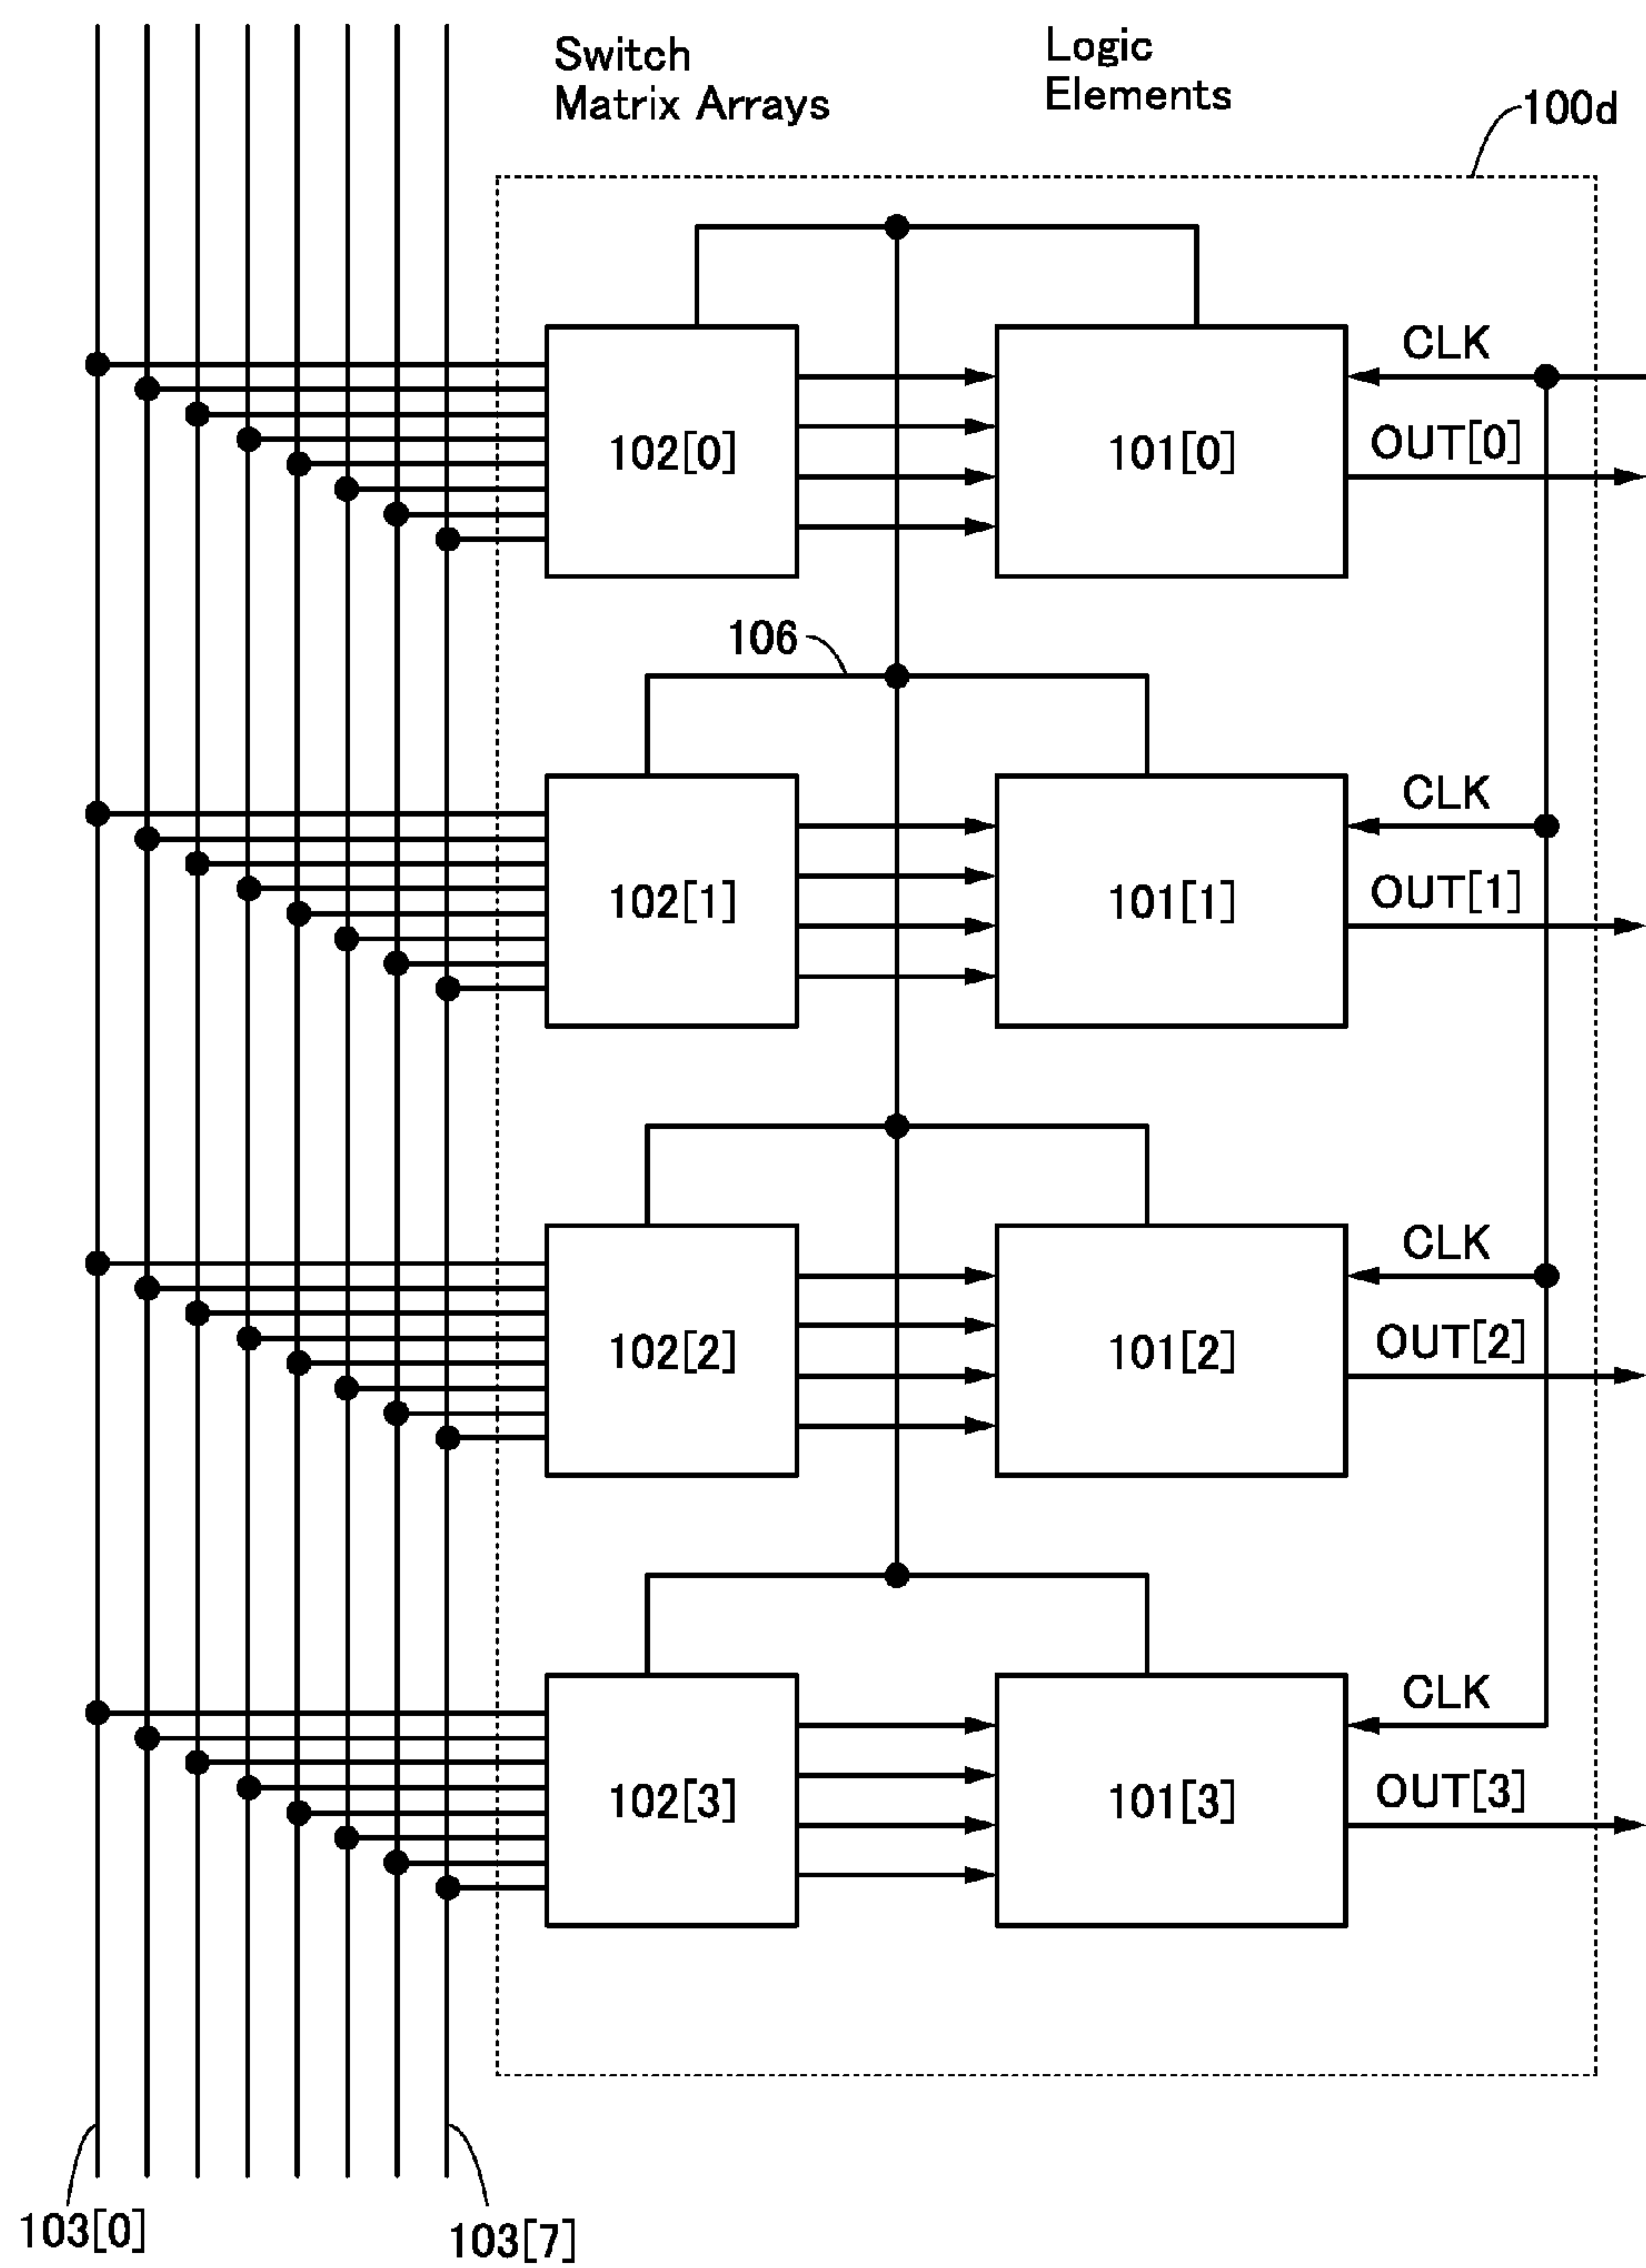 Switch
Matrix Arrays
Logic
Elements
100d
CLK
102[0]
101[0]
OUT[0]
106
CLK
102[1]
101[1]
OUT[1]
CLK
102[2]
101[2]
OUT[2]
CLK
102[3]
101[3]
OUT[3]
103[0]
103[7]